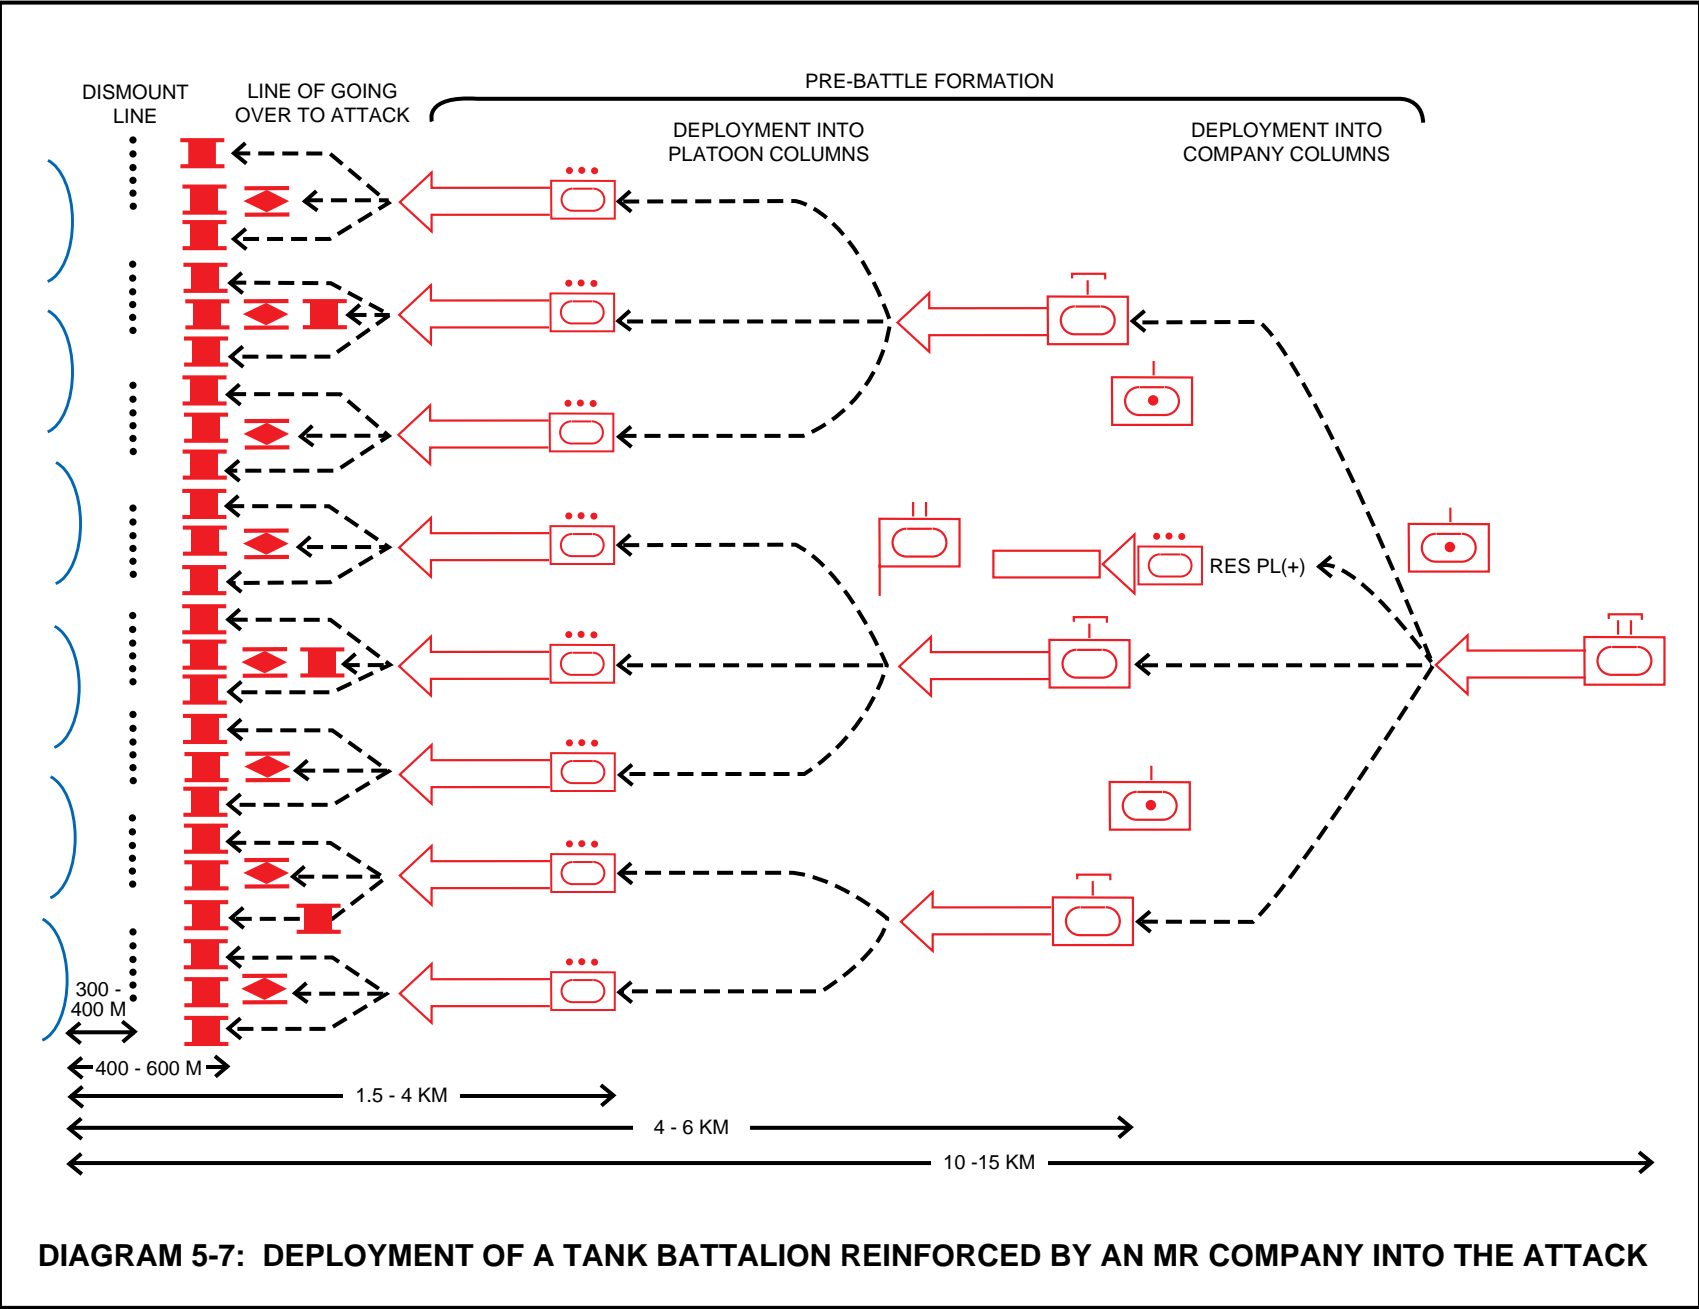 PRE-BATTLE FORMATION
DISMOUNT
LINE
LINE OF GOING
OVER TO ATTACK
DEPLOYMENT INTO
PLATOON COLUMNS
DEPLOYMENT INTO
COMPANY COLUMNS
RES PL(+)
300 -
400 M
400 - 600 M
1.5 - 4 KM
4 - 6 KM
10 -15 KM
DIAGRAM 5-7: DEPLOYMENT OF A TANK BATTALION REINFORCED BY AN MR COMPANY INTO THE ATTACK